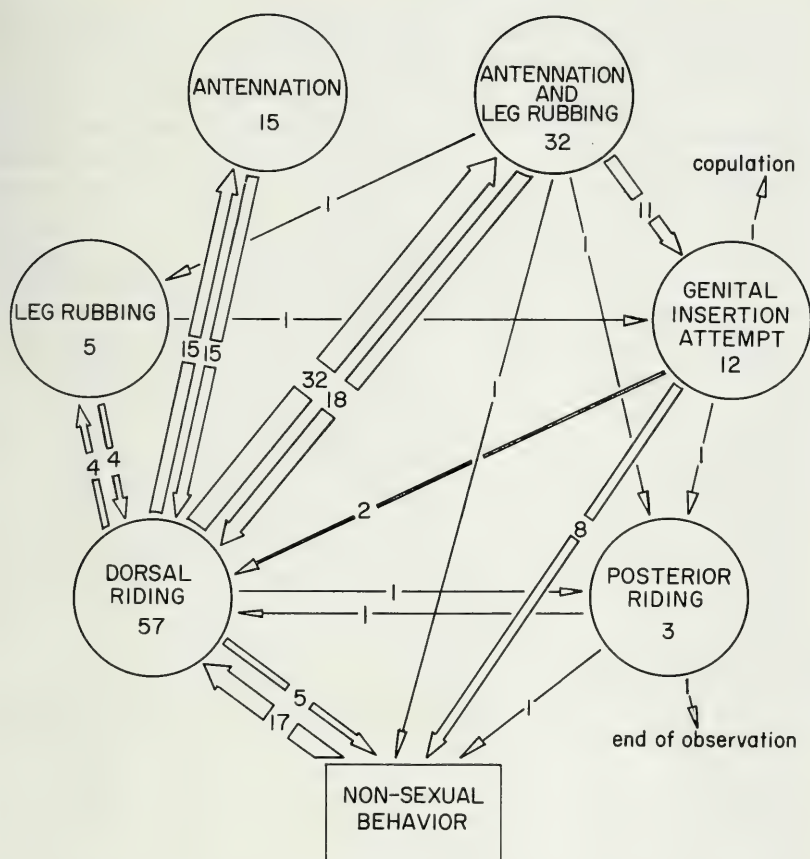 ANTENNATION
15
ANTENNATION
AND
LEG RUBBING
32
copulation
1
11
1
1
LEG RUBBING
5
1
GENITAL
INSERTION
ATTEMPT
12
15
15
32
18
1
1
4
4
2
8
DORSAL
RIDING
57
1
1
POSTERIOR
RIDING
3
5
17
1
1
end of observation
NON-SEXUAL
BEHAVIOR